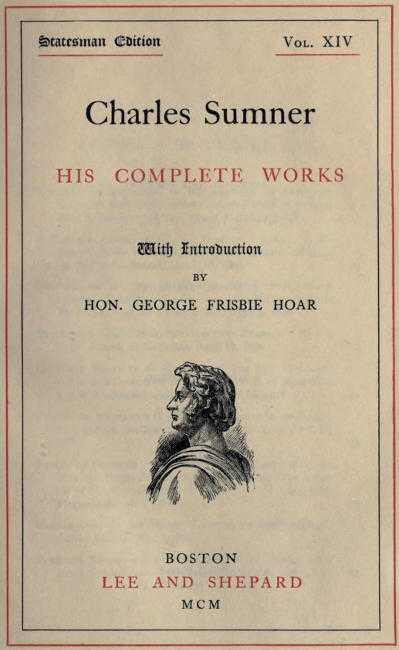 Statesman Edition Vol. XIV
Charles Sumner
HIS COMPLETE WORKS
With Introduction
BY
HON. GEORGE FRISBIE HOAR
BOSTON
LEE AND SHEPARD
MCM